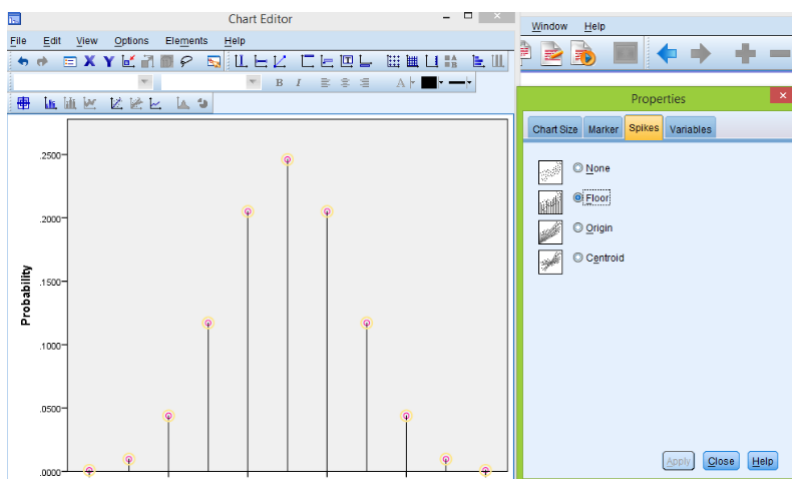 Chart Editor
File Edit View Options Elements Help
X Y
B I A
.2500
.2000
.1500
.1000
.0500
.0000
Probability
Window Help
Properties
Chart Size Marker Spikes Variables
None
Floor
Origin
Centroid
Apply Close Help